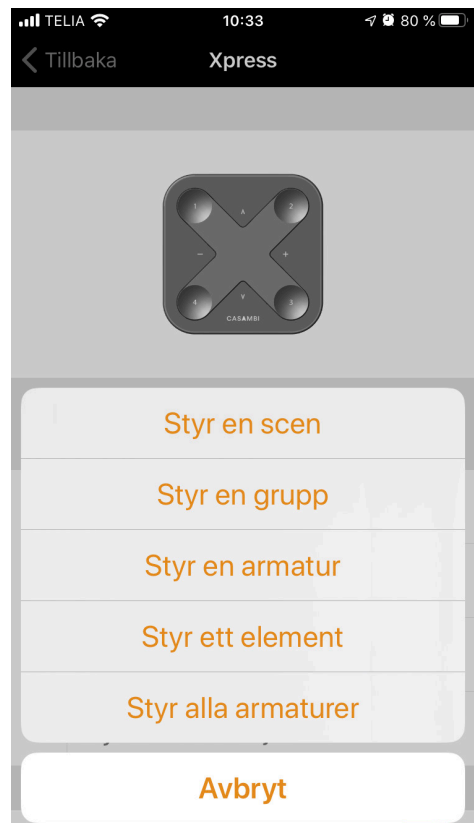 TELIA 10:33 80 %
Tillbaka Xpress
1 ∧ 2
− +
4 ∨ 3
CASAMBI
Styr en scen
Styr en grupp
Styr en armatur
Styr ett element
Styr alla armaturer
Avbryt